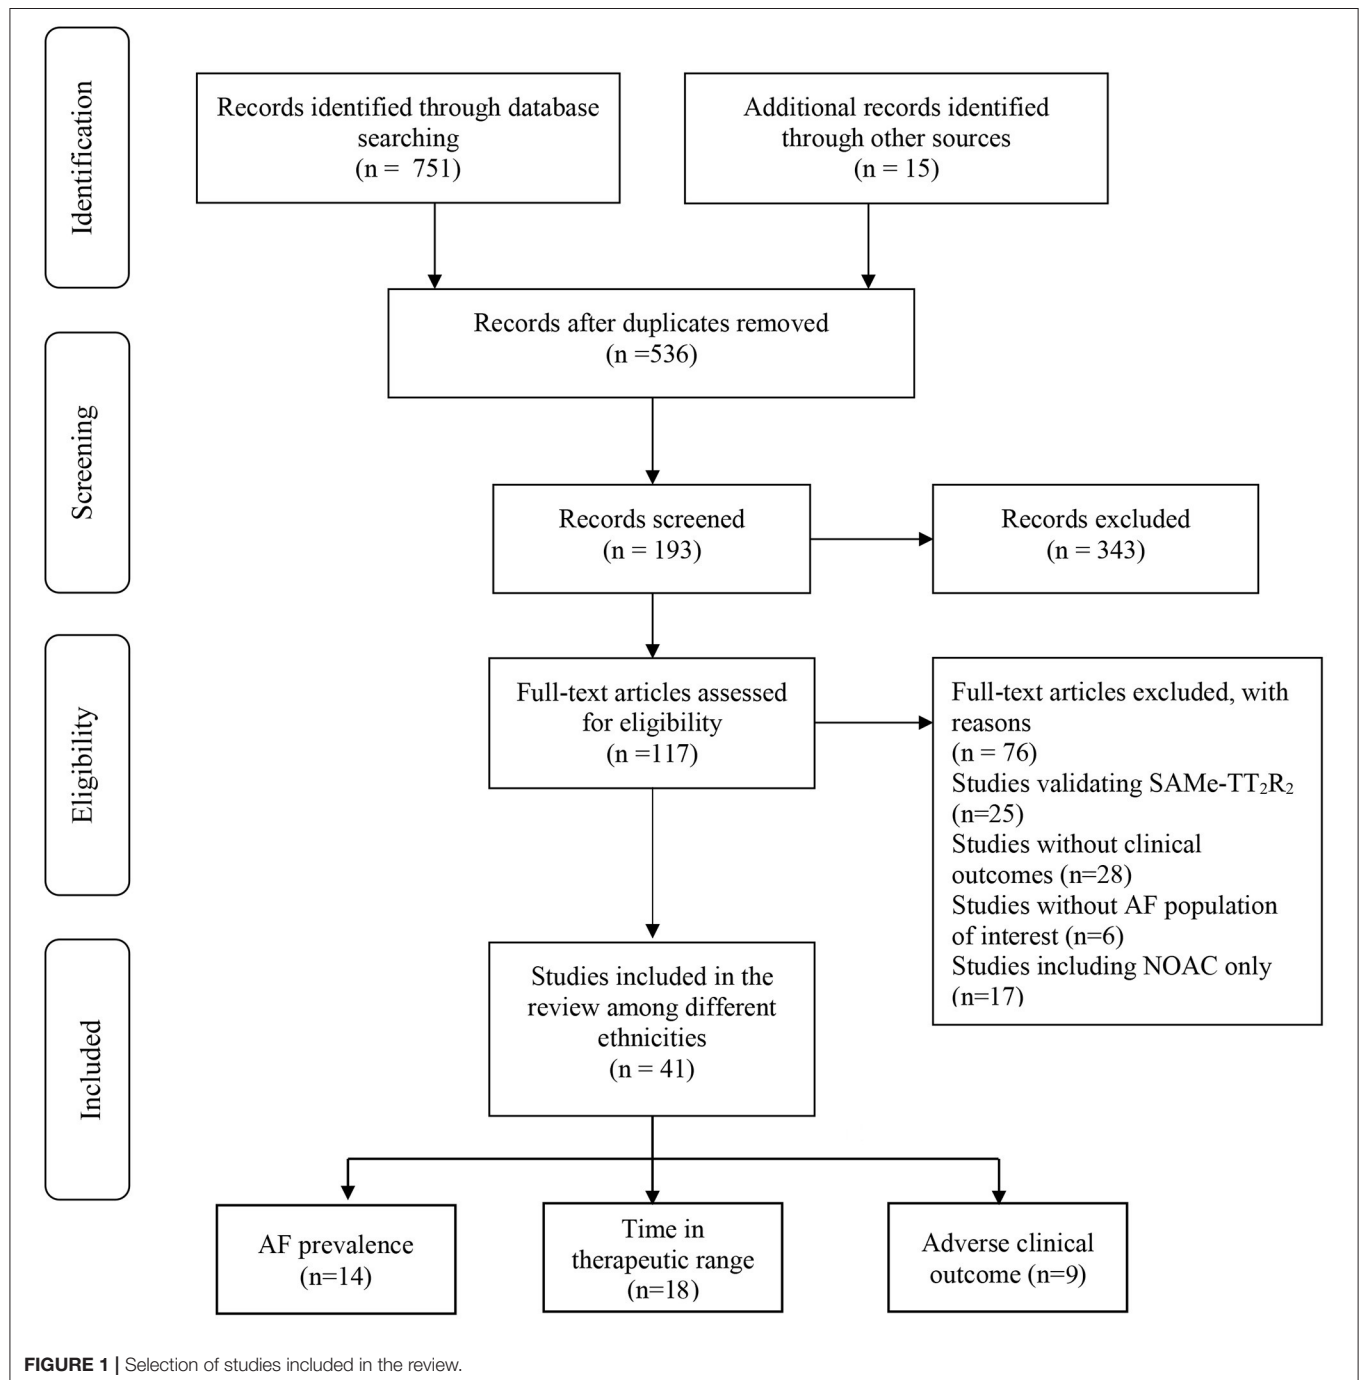 Identification
Records identified through database
searching
(n = 751)
Additional records identified
through other sources
(n = 15)
Records after duplicates removed
(n =536)
Screening
Records screened
(n = 193)
Records excluded
(n = 343)
Eligibility
Full-text articles assessed
for eligibility
(n =117)
Full-text articles excluded, with
reasons
(n = 76)
Studies validating SAMe-TT₂R₂
(n=25)
Studies without clinical
outcomes (n=28)
Studies without AF population
of interest (n=6)
Studies including NOAC only
(n=17)
Included
Studies included in the
review among different
ethnicities
(n = 41)
AF prevalence
(n=14)
Time in
therapeutic range
(n=18)
Adverse clinical
outcome (n=9)
FIGURE 1 | Selection of studies included in the review.